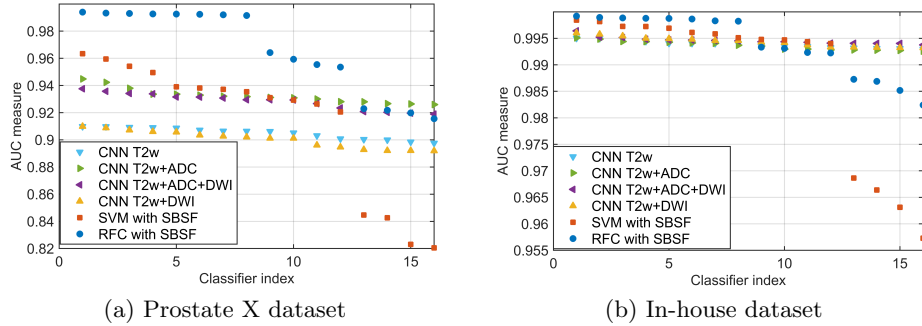 0.98
0.96
0.94
0.92
0.9
0.88
0.86
0.84
0.82
AUC measure
CNN T2w
CNN T2w+ADC
CNN T2w+ADC+DWI
CNN T2w+DWI
SVM with SBSF
RFC with SBSF
0 5 10 15
Classifier index
(a) Prostate X dataset
0.995
0.99
0.985
0.98
0.975
0.97
0.965
0.96
0.955
AUC measure
CNN T2w
CNN T2w+ADC
CNN T2w+ADC+DWI
CNN T2w+DWI
SVM with SBSF
RFC with SBSF
0 5 10 15
Classifier index
(b) In-house dataset